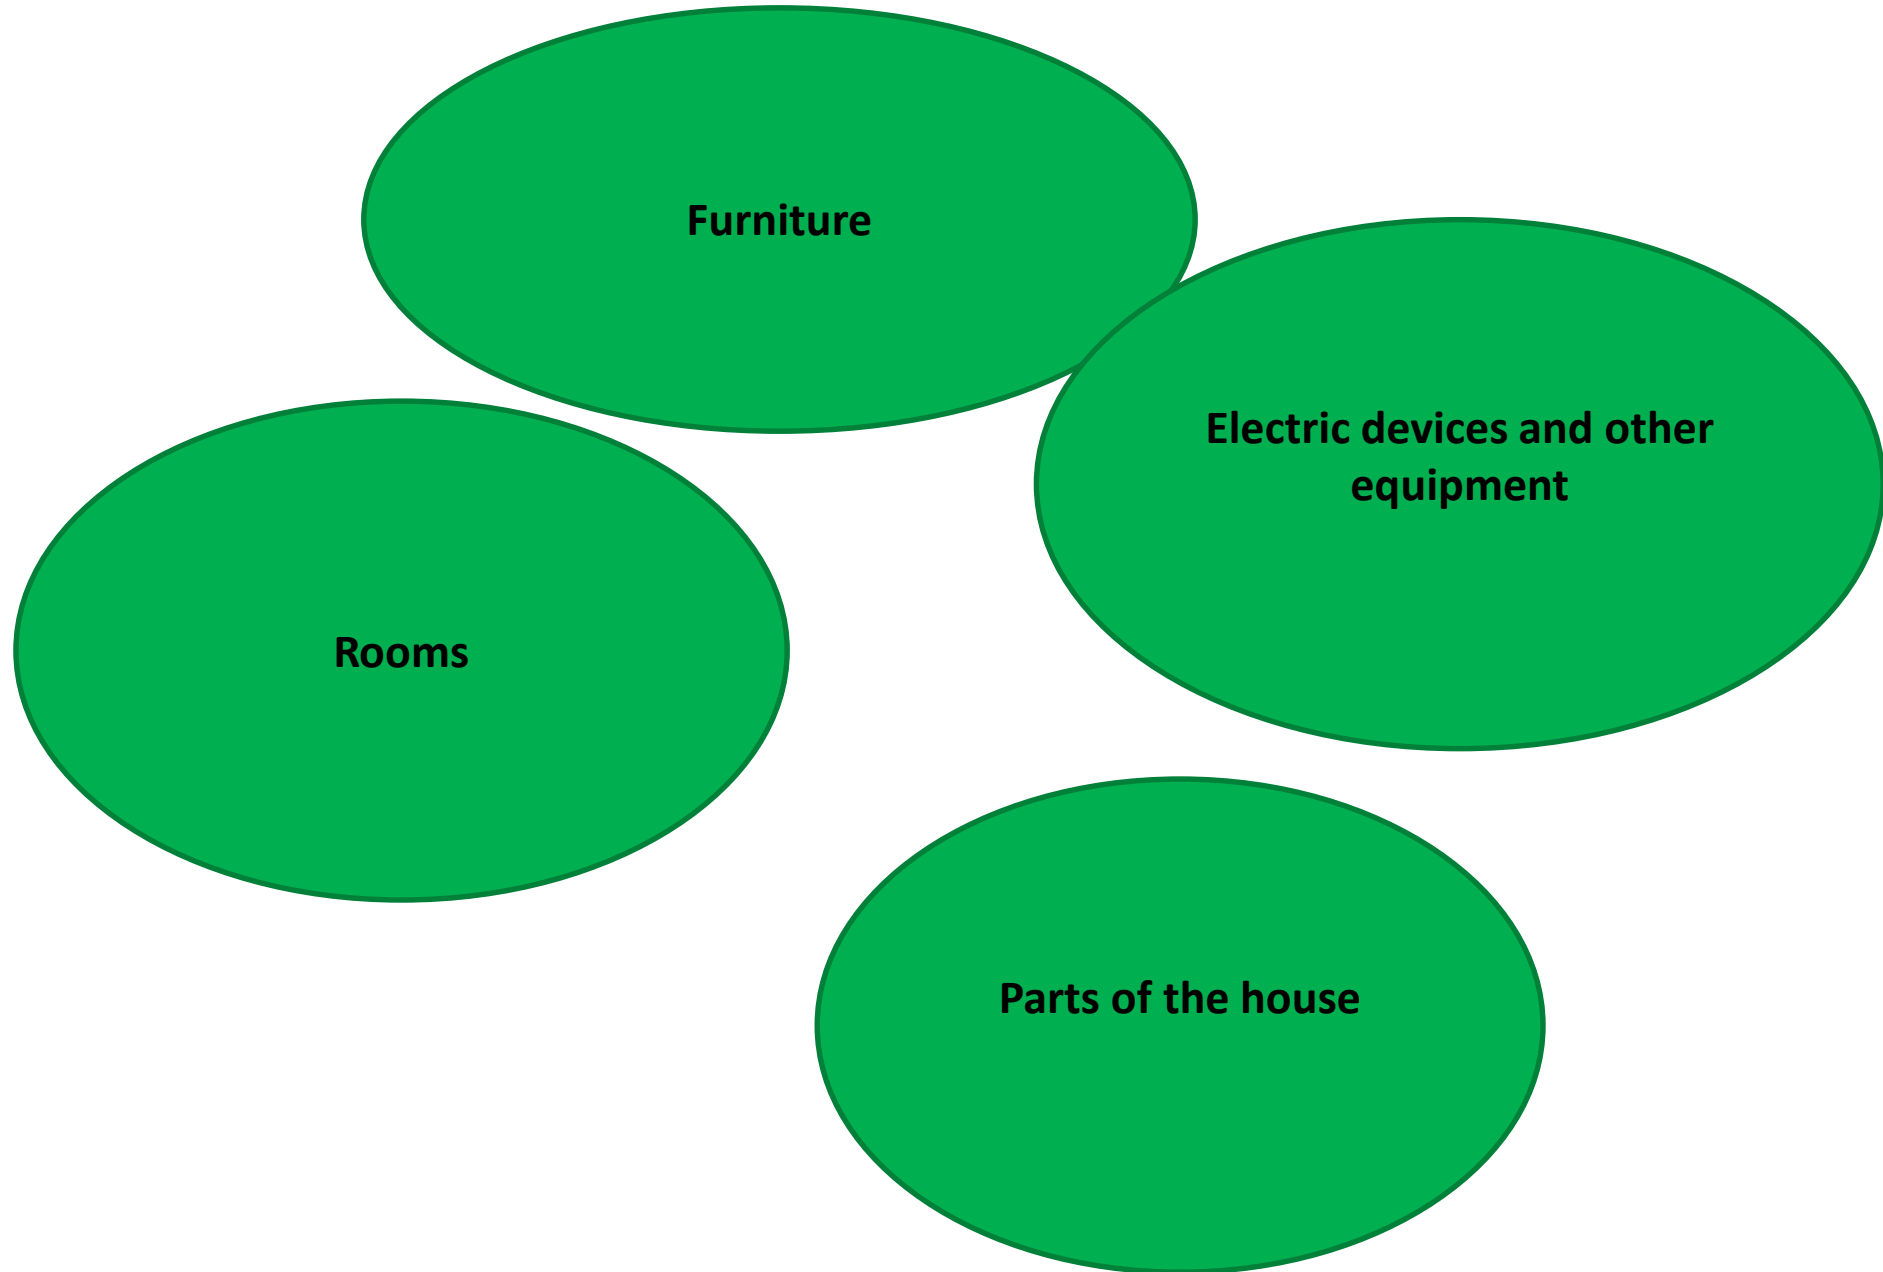 Furniture
Electric devices and other
equipment
Rooms
Parts of the house